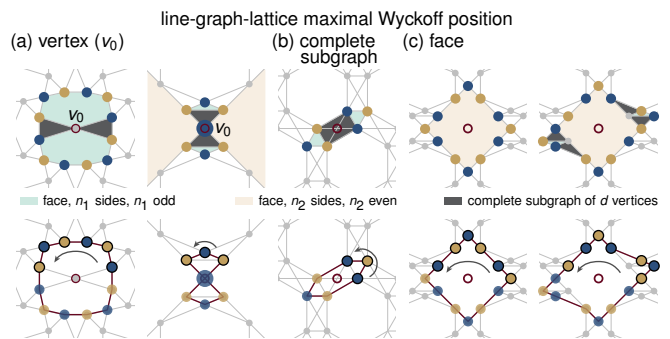 line-graph-lattice maximal Wyckoff position
(a) vertex (v0)
(b) complete subgraph
(c) face
v0
v0
face, n1 sides, n1 odd
face, n2 sides, n2 even
complete subgraph of d vertices